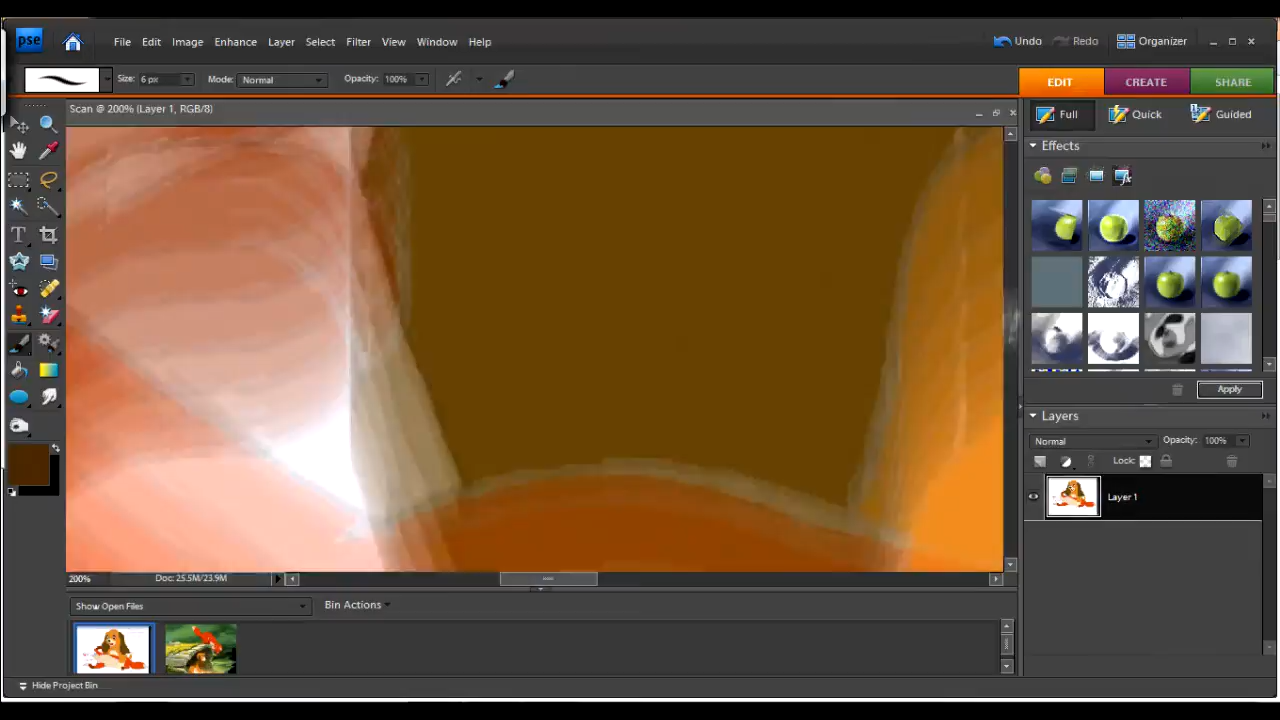 pse
File Edit Image Enhance Layer Select Filter View Window Help
Undo Redo Organizer
Size: 6 px Mode: Normal Opacity: 100%
EDIT CREATE SHARE
Scan @ 200% (Layer 1, RGB/8)
Full Quick Guided
Effects
Apply
Layers
Normal Opacity: 100%
Lock:
Layer 1
200% Doc: 25.5M/23.9M
Show Open Files Bin Actions
Hide Project Bin